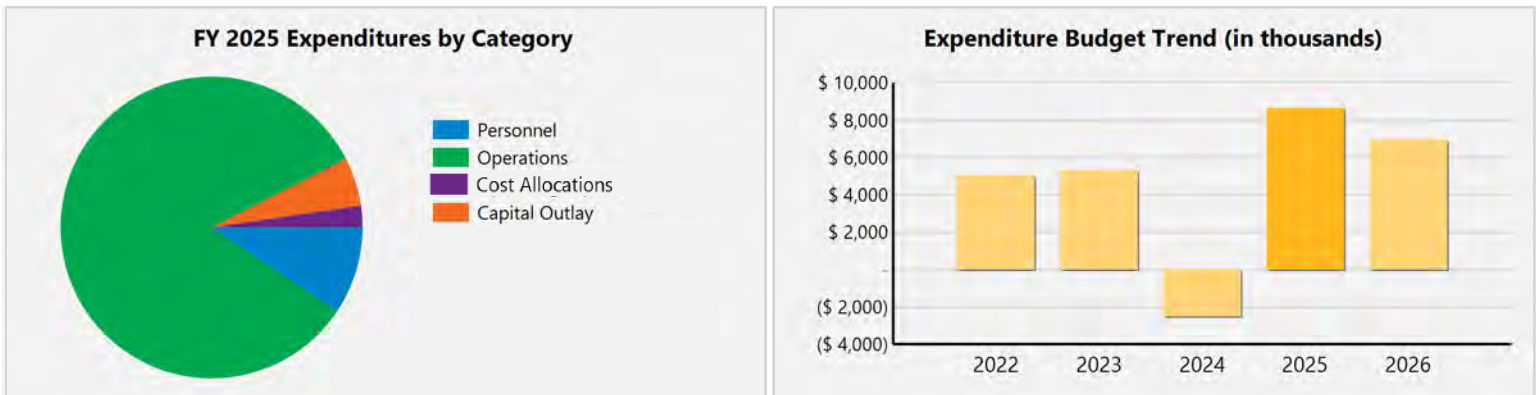 FY 2025 Expenditures by Category
Personnel
Operations
Cost Allocations
Capital Outlay
Expenditure Budget Trend (in thousands)
$ 10,000
$ 8,000
$ 6,000
$ 4,000
$ 2,000
-
($ 2,000)
($ 4,000)
2022 2023 2024 2025 2026